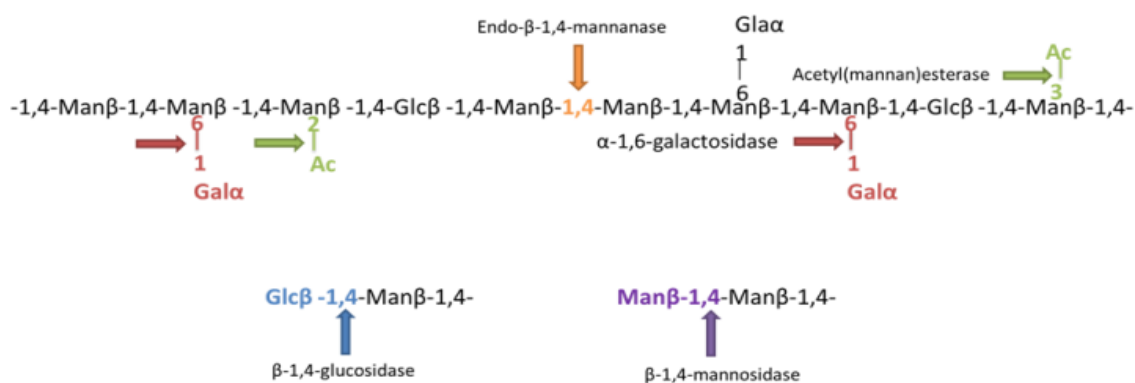 Endo-β-1,4-mannanase
Glaα
1
6
Acetyl(mannan)esterase
Ac
3
-1,4-Manβ-1,4-Manβ -1,4-Manβ -1,4-Glcβ -1,4-Manβ-1,4-Manβ-1,4-Manβ-1,4-Manβ-1,4-Glcβ -1,4-Manβ-1,4-
6
1
Galα
2
Ac
α-1,6-galactosidase
6
1
Galα
Glcβ -1,4-Manβ-1,4-
β-1,4-glucosidase
Manβ-1,4-Manβ-1,4-
β-1,4-mannosidase